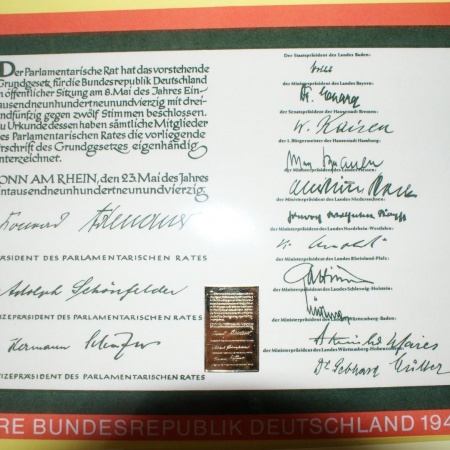 Der Parlamentarische Rat hat das vorstehende
Grundgesetz für die Bundesrepublik Deutschland
in öffentlicher Sitzung am 8. Mai des Jahres Ein-
tausendneunhundertneunundvierzig mit drei-
undfünfzig gegen zwölf Stimmen beschlossen.
Zu Urkunde dessen haben sämtliche Mitglieder
des Parlamentarischen Rates die vorliegende
Urschrift des Grundgesetzes eigenhändig
unterzeichnet.
BONN AM RHEIN, den 23. Mai des Jahres
eintausendneunhundertneunundvierzig
Konrad Adenauer
PRÄSIDENT DES PARLAMENTARISCHEN RATES
Adolph Schönfelder
VIZEPRÄSIDENT DES PARLAMENTARISCHEN RATES
Hermann Schäfer
VIZEPRÄSIDENT DES PARLAMENTARISCHEN RATES
Der Staatspräsident des Landes Baden:
der Ministerpräsident des Landes Bayern:
Dr. Ehard
der Senatspräsident der Hansestadt Bremen:
W. Kaisen
der 1. Bürgermeister der Hansestadt Hamburg:
Max Brauer
der Ministerpräsident des Landes Niedersachsen:
der Ministerpräsident des Landes Nordrhein-Westfalen:
K. Arnold
der Ministerpräsident des Landes Rheinland-Pfalz:
der Ministerpräsident des Landes Schleswig-Holstein:
der Ministerpräsident des Landes Württemberg-Baden:
Reinhold Maier
der Ministerpräsident des Landes Württemberg-Hohenzollern:
Dr. Gebhard Müller
RE BUNDESREPUBLIK DEUTSCHLAND 194